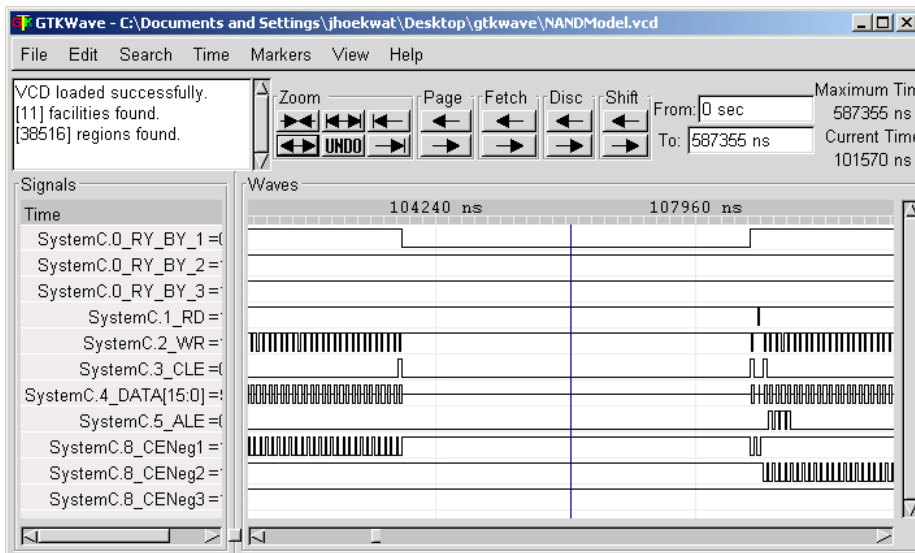 GTKWave - C:\Documents and Settings\jhoekwat\Desktop\gtkwave\NANDModel.vcd
File Edit Search Time Markers View Help
VCD loaded successfully.
[11] facilities found.
[38516] regions found.
Zoom
UNDO
Page
Fetch
Disc
Shift
From: 0 sec
To: 587355 ns
Maximum Tim
587355 ns
Current Time
101570 ns
Signals
Time
SystemC.0_RY_BY_1 =0
SystemC.0_RY_BY_2 =
SystemC.0_RY_BY_3 =
SystemC.1_RD =
SystemC.2_WR =
SystemC.3_CLE =0
SystemC.4_DATA[15:0] =
SystemC.5_ALE =0
SystemC.8_CENeg1 =
SystemC.8_CENeg2 =
SystemC.8_CENeg3 =
Waves
104240 ns 107960 ns